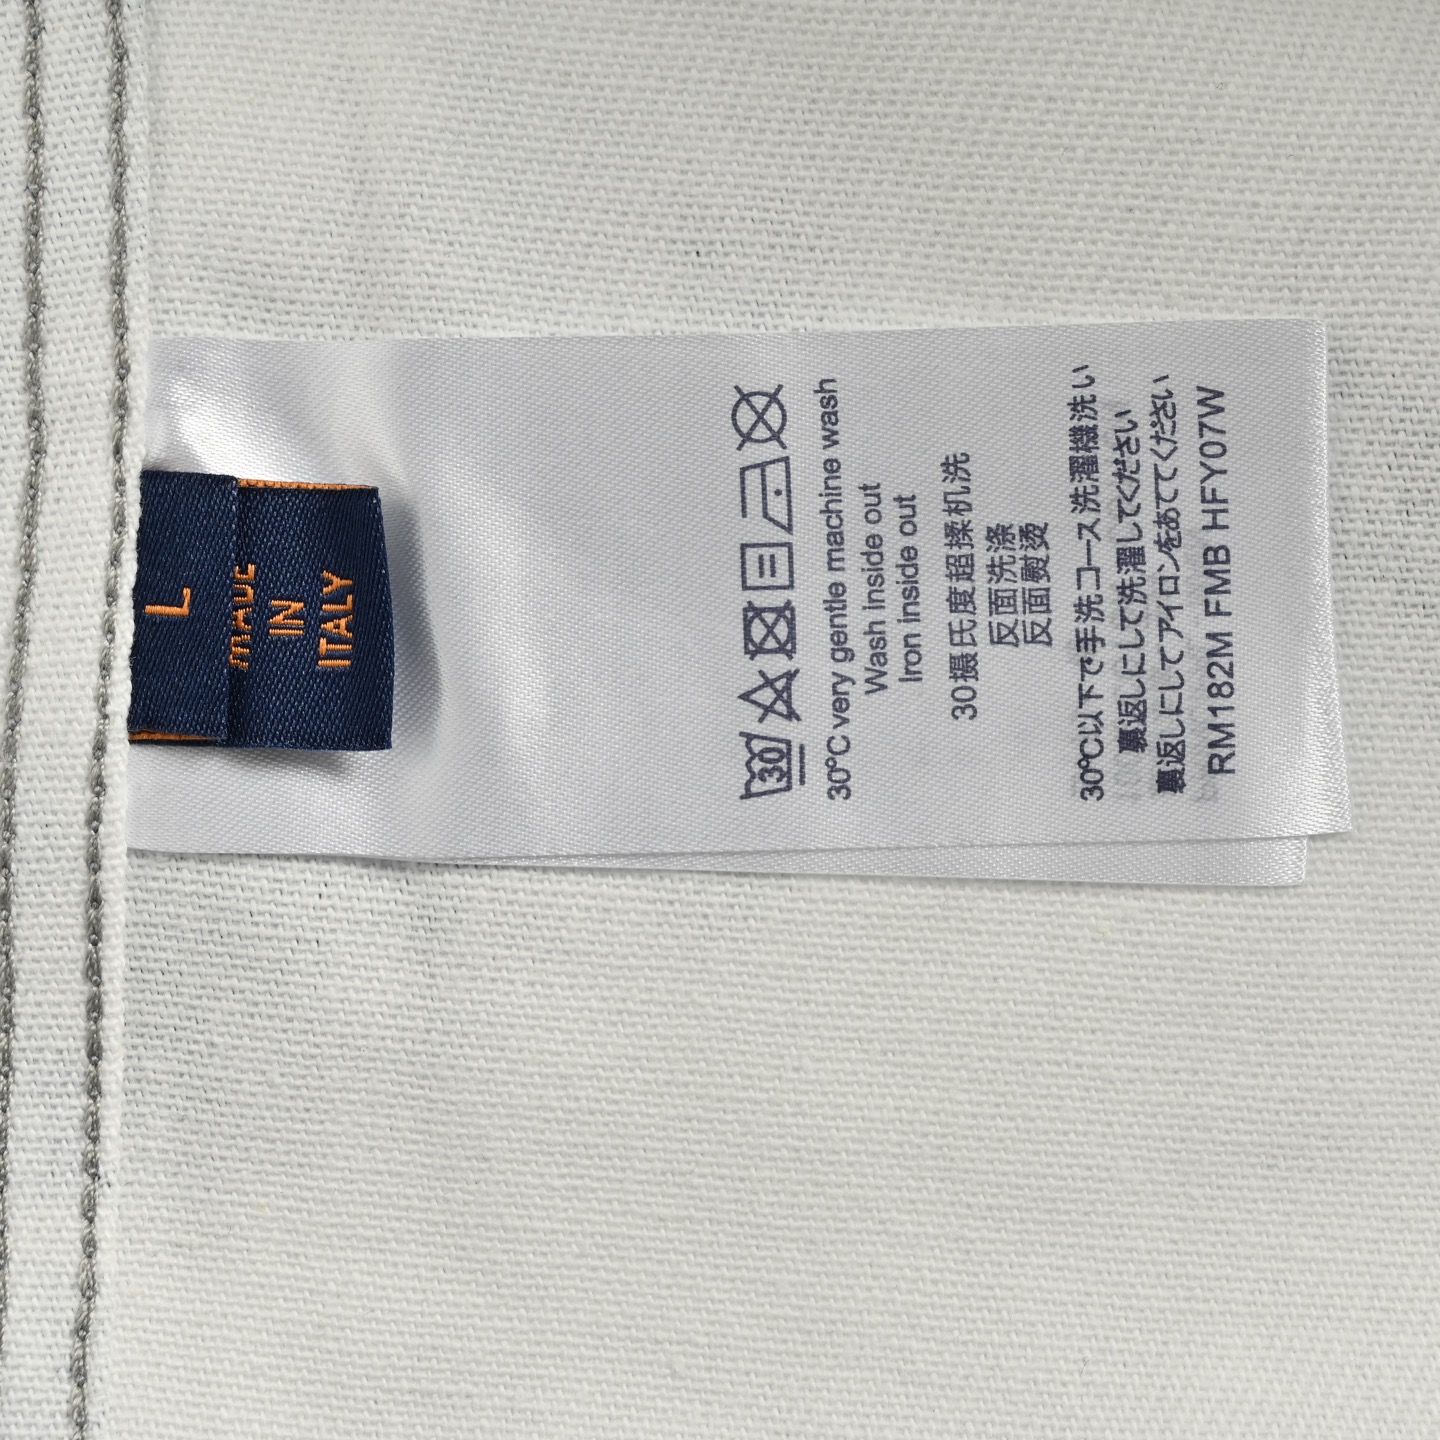 L
MADE
IN
ITALY
30
30°C very gentle machine wash
Wash inside out
Iron inside out
30摄氏度超揉机洗
反面洗涤
反面熨烫
30℃以下で手洗コース洗濯機洗い
裏返しにして洗濯してください
裏返しにしてアイロンをあててください
RM182M FMB HFY07W